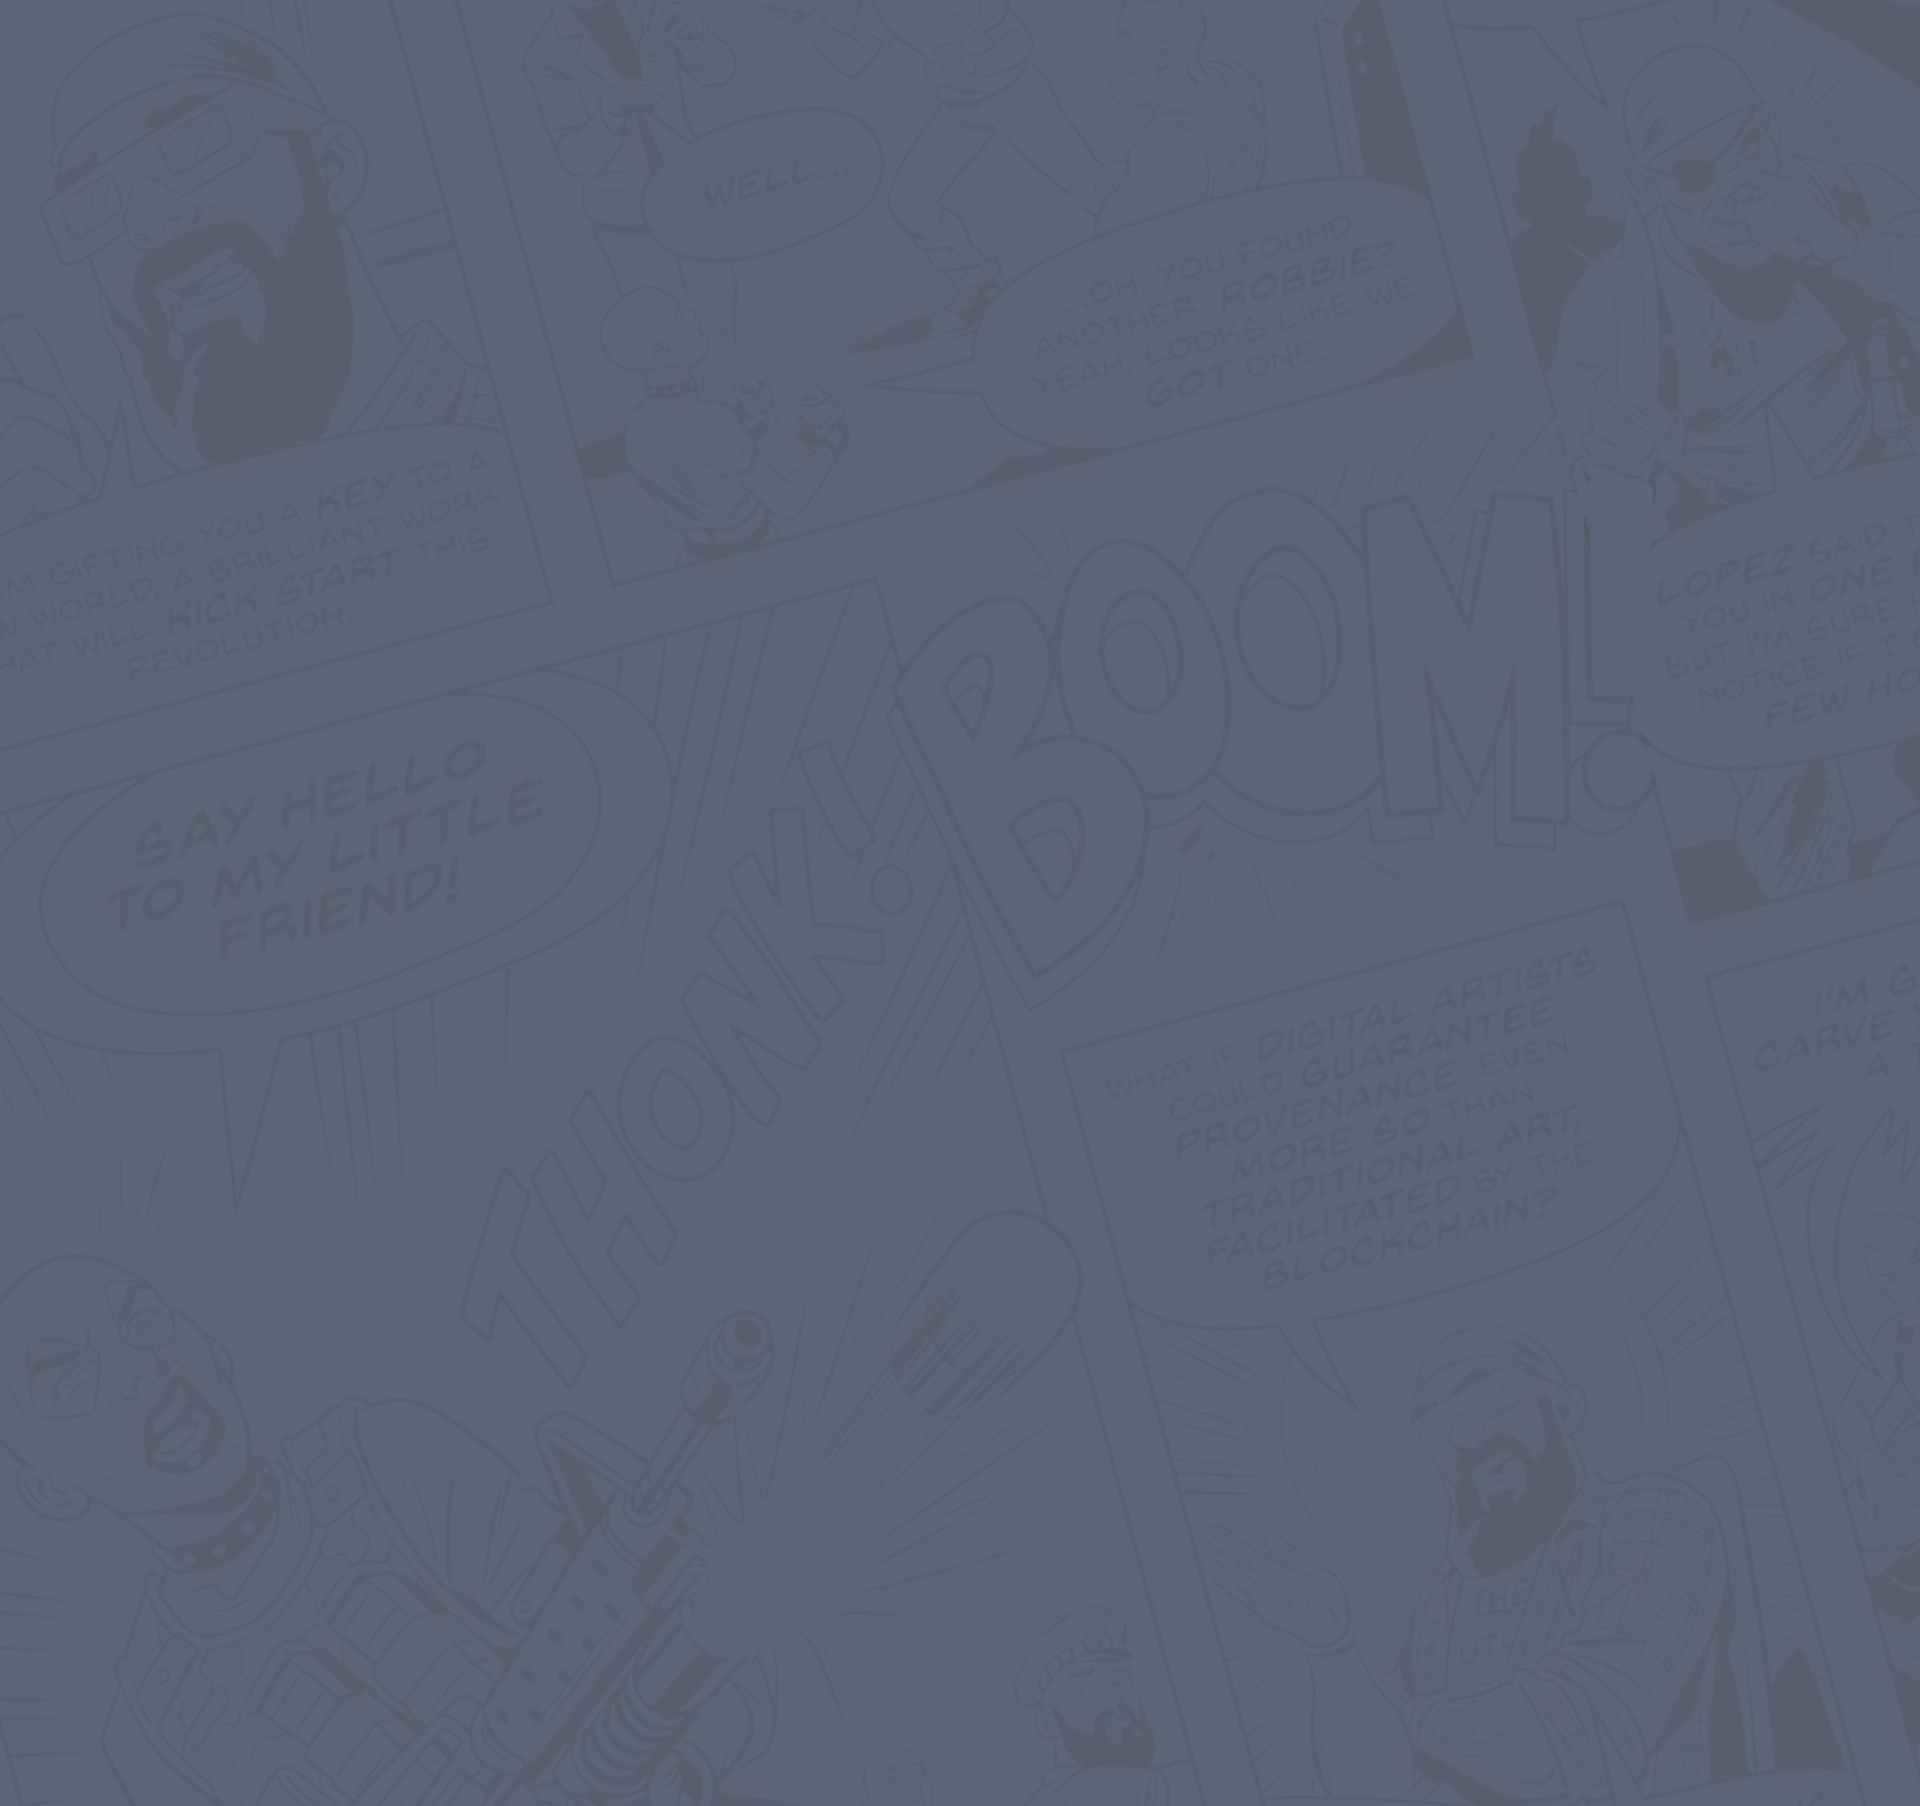 WELL...
...OH, YOU FOUND
ANOTHER, ROBBIE?
YEAH, LOOKS LIKE WE
GOT ONE.
AM GIFTING YOU A KEY TO A
WORLD, A BRILLIANT WORK
THAT WILL KICK START THIS
REVOLUTION.
BOOM!
LOPEZ SAID
YOU IN ONE
BUT I'M SURE
NOTICE IF I
FEW
SAY HELLO
TO MY LITTLE
FRIEND!
THONK!
WHAT IF DIGITAL ARTISTS
COULD GUARANTEE
PROVENANCE, EVEN
MORE SO THAN
TRADITIONAL ART,
FACILITATED BY THE
BLOCKCHAIN?
I'M
CARVE
A
THE